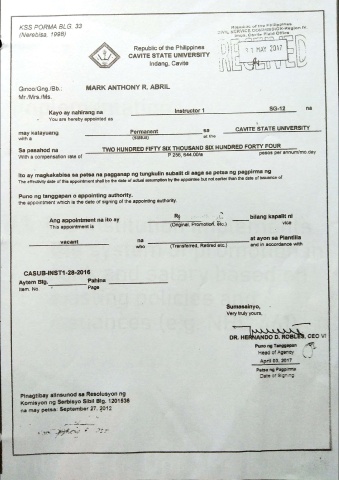 KSS PORMA BLG. 33
(Narebisa, 1998)
Republic of the Philippines
CIVIL SERVICE COMMISSION-Region IV
11 MAY 2017
RECEIVED
Republic of the Philippines
CAVITE STATE UNIVERSITY
Indang, Cavite
Ginoo/Gng./Bb.: MARK ANTHONY R. ABRIL
Mr./Mrs./Ms.
Kayo ay nahirang na Instructor 1 SG-12 na
You are hereby appointed as
may katayuang Permanent sa CAVITE STATE UNIVERSITY
with a (status) at the
Sa pasahod na TWO HUNDRED FIFTY SIX THOUSAND SIX HUNDRED FORTY FOUR
With a compensation rate of P 256, 644.00/a pesos per annum/mo.day
Ito ay magkakabisa petsa na pagganap ng tungkulin subalit di aaga sa petsa ng pagpirma ng
The effectivity date of this appointment shall be the date of actual assumption by the appointee but not earlier than the date of issuance of
Puno ng tanggapan o appointing authority.
the appointment which is the date of signing of the appointing authority.
Ang appointment na ito ay bilang kapalit ni
This appointment is (Original, Promotion, Etc.) vice
vacant na at ayon sa Plantilla
who (Transferred, Retired etc.) and in accordance with
CASUB-INST1-28-2016
Aytem Blg. Pahina
Item. No. Page
Sumasainyo,
Very truly yours,
DR. HERNANDO D. ROBLES, CEO VI
Puno ng Tanggapan
Head of Agency
April 03, 2017
Petsa ng Pagpirma
Date of Signing
Pinagtibay alinsunod sa Resolusyon ng
Komisyon ng Serbisyo Sibil Blg. 1201536
na may petsa: September 27, 2012